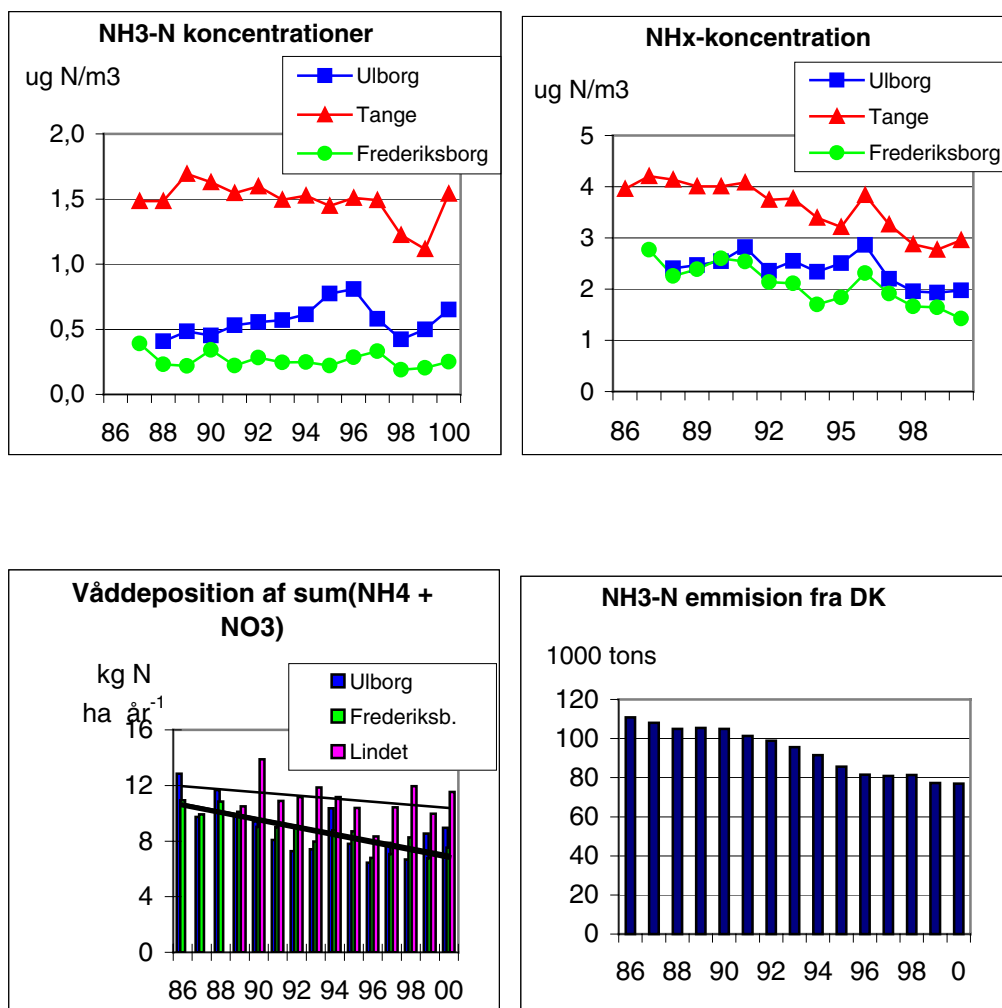 NH3-N koncentrationer
ug N/m3
Ulborg
Tange
Frederiksborg
2,0
1,5
1,0
0,5
0,0
86 88 90 92 94 96 98 100
NHx-koncentration
ug N/m3
Ulborg
Tange
Frederiksborg
5
4
3
2
1
0
86 89 92 95 98
Våddeposition af sum(NH4 +
NO3)
kg N
ha år-1
Ulborg
Frederiksb.
Lindet
16
12
8
4
0
86 88 90 92 94 96 98 00
NH3-N emmision fra DK
1000 tons
120
100
80
60
40
20
0
86 88 90 92 94 96 98 0